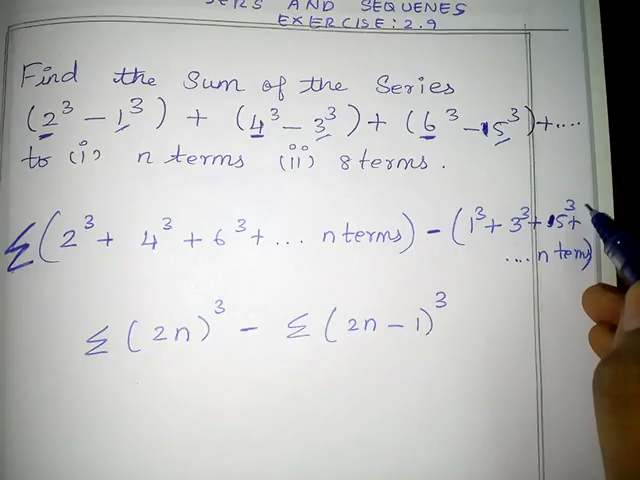 AND SEQUENES
EXERCISE: 2.9
Find the Sum of the Series
(2³ - 1³) + (4³ - 3³) + (6³ - 5³) + ....
to (i) n terms (ii) 8 terms.
Σ(2³ + 4³ + 6³ + ... n terms) - (1³ + 3³ + 5³ +
.... n terms)
Σ(2n)³ - Σ(2n - 1)³